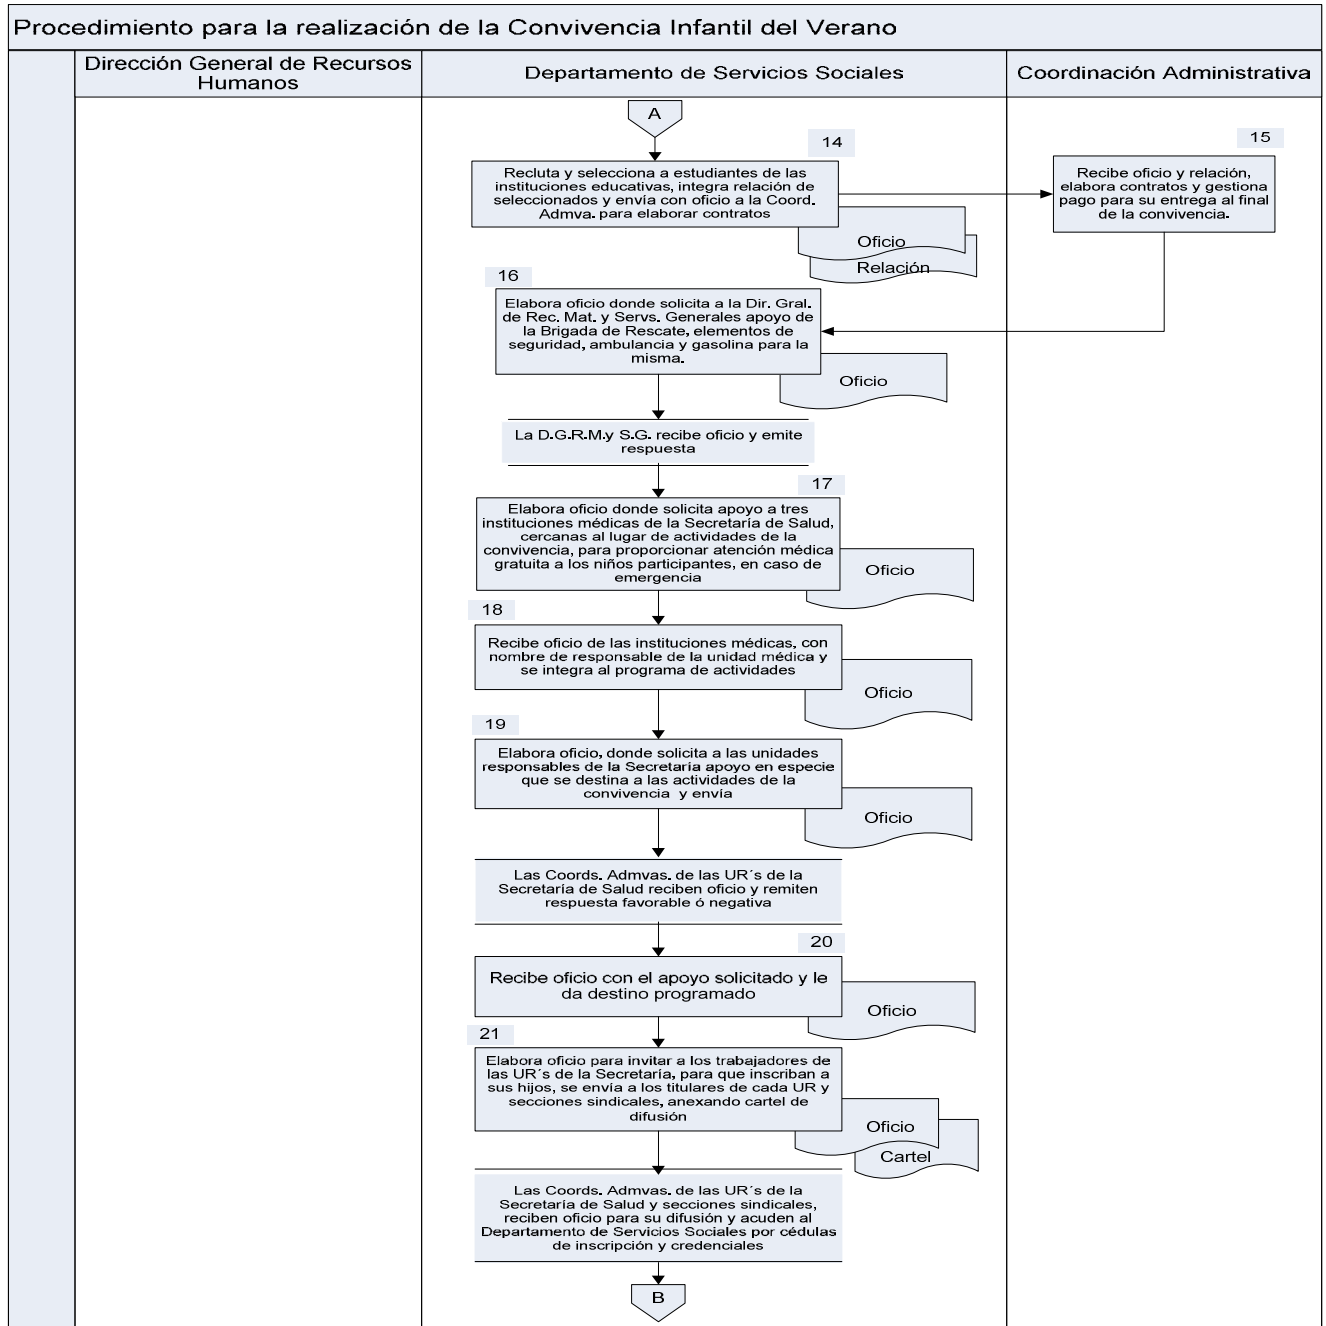 Procedimiento para la realización de la Convivencia Infantil del Verano
Dirección General de Recursos
Humanos
Departamento de Servicios Sociales
Coordinación Administrativa
A
14
Recluta y selecciona a estudiantes de las
instituciones educativas, integra relación de
seleccionados y envía con oficio a la Coord.
Admva. para elaborar contratos
Oficio
Relación
15
Recibe oficio y relación,
elabora contratos y gestiona
pago para su entrega al final
de la convivencia.
16
Elabora oficio donde solicita a la Dir. Gral.
de Rec. Mat. y Servs. Generales apoyo de
la Brigada de Rescate, elementos de
seguridad, ambulancia y gasolina para la
misma.
Oficio
La D.G.R.M.y S.G. recibe oficio y emite
respuesta
17
Elabora oficio donde solicita apoyo a tres
instituciones médicas de la Secretaría de Salud,
cercanas al lugar de actividades de la
convivencia, para proporcionar atención médica
gratuita a los niños participantes, en caso de
emergencia
Oficio
18
Recibe oficio de las instituciones médicas, con
nombre de responsable de la unidad médica y
se integra al programa de actividades
Oficio
19
Elabora oficio, donde solicita a las unidades
responsables de la Secretaría apoyo en especie
que se destina a las actividades de la
convivencia y envía
Oficio
Las Coords. Admvas. de las UR´s de la
Secretaría de Salud reciben oficio y remiten
respuesta favorable ó negativa
20
Recibe oficio con el apoyo solicitado y le
da destino programado
Oficio
21
Elabora oficio para invitar a los trabajadores de
las UR´s de la Secretaría, para que inscriban a
sus hijos, se envía a los titulares de cada UR y
secciones sindicales, anexando cartel de
difusión
Oficio
Cartel
Las Coords. Admvas. de las UR´s de la
Secretaría de Salud y secciones sindicales,
reciben oficio para su difusión y acuden al
Departamento de Servicios Sociales por cédulas
de inscripción y credenciales
B